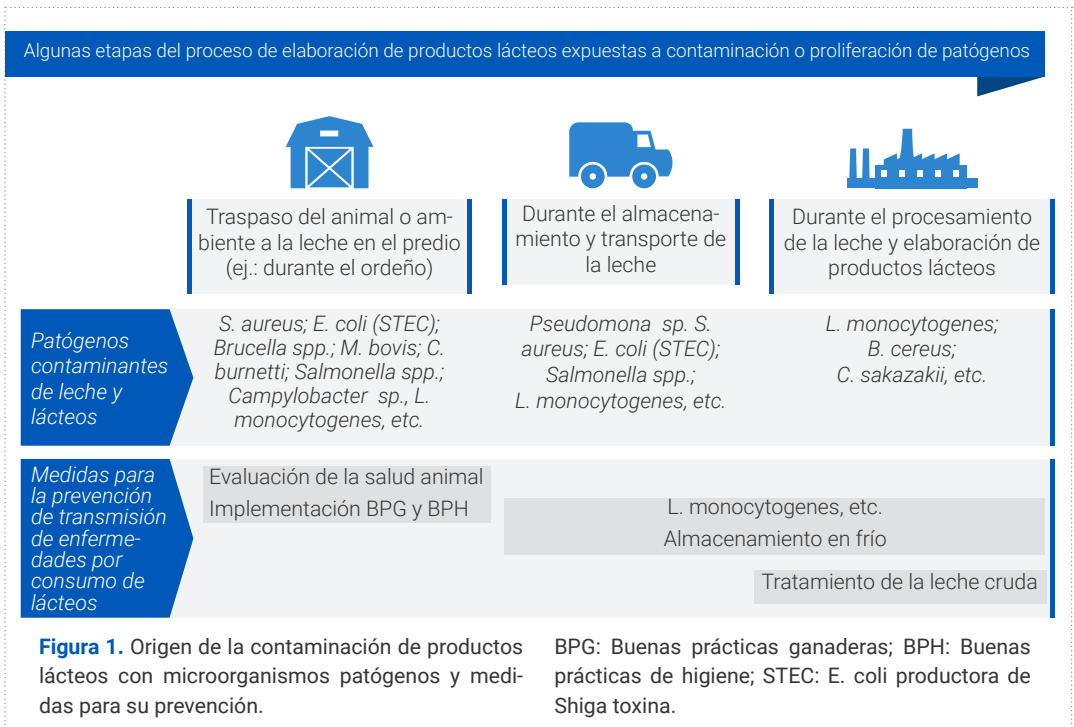 Algunas etapas del proceso de elaboración de productos lácteos expuestas a contaminación o proliferación de patógenos
Traspaso del animal o am-
biente a la leche en el predio
(ej.: durante el ordeño)
Durante el almacena-
miento y transporte de
la leche
Durante el procesamiento
de la leche y elaboración de
productos lácteos
Patógenos
contaminantes
de leche y
lácteos
S. aureus; E. coli (STEC);
Brucella spp.; M. bovis; C.
burnetti; Salmonella spp.;
Campylobacter sp., L.
monocytogenes, etc.
Pseudomona sp. S.
aureus; E. coli (STEC);
Salmonella spp.;
L. monocytogenes, etc.
L. monocytogenes;
B. cereus;
C. sakazakii, etc.
Medidas para
la prevención
de transmisión
de enferme-
dades por
consumo de
lácteos
Evaluación de la salud animal
Implementación BPG y BPH
L. monocytogenes, etc.
Almacenamiento en frío
Tratamiento de la leche cruda
Figura 1. Origen de la contaminación de productos
lácteos con microorganismos patógenos y medi-
das para su prevención.
BPG: Buenas prácticas ganaderas; BPH: Buenas
prácticas de higiene; STEC: E. coli productora de
Shiga toxina.